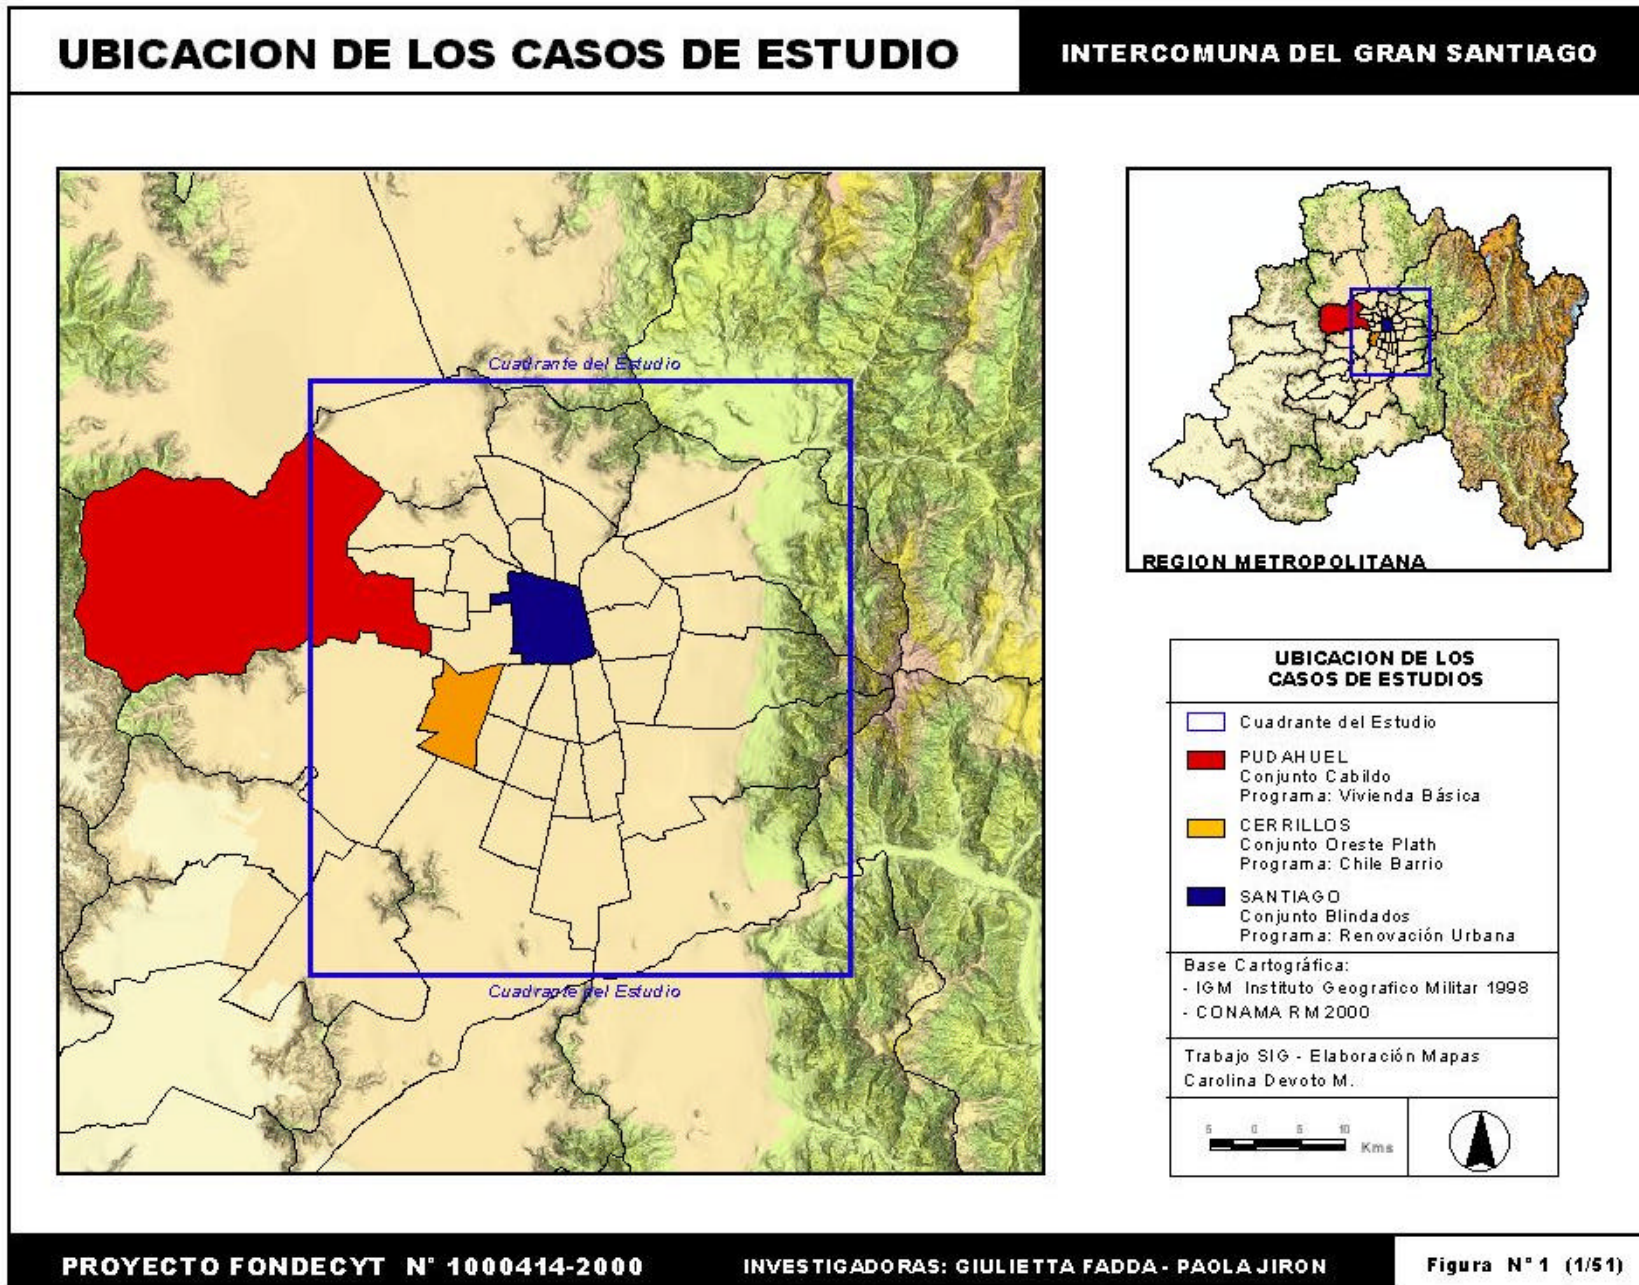 UBICACION DE LOS CASOS DE ESTUDIO
INTERCOMUNA DEL GRAN SANTIAGO
Cuadrante del Estudio
Cuadrante del Estudio
REGION METROPOLITANA
UBICACION DE LOS
CASOS DE ESTUDIOS
Cuadrante del Estudio
PUDAHUEL
Conjunto Cabildo
Programa: Vivienda Básica
CERRILLOS
Conjunto Oreste Plath
Programa: Chile Barrio
SANTIAGO
Conjunto Blindados
Programa: Renovación Urbana
Base Cartográfica:
- IGM Instituto Geografico Militar 1998
- CONAMA RM 2000
Trabajo SIG - Elaboración Mapas
Carolina Devoto M.
5 0 5 10
Kms
PROYECTO FONDECYT N° 1000414-2000
INVESTIGADORAS: GIULIETTA FADDA - PAOLA JIRON
Figura N° 1 (1/51)